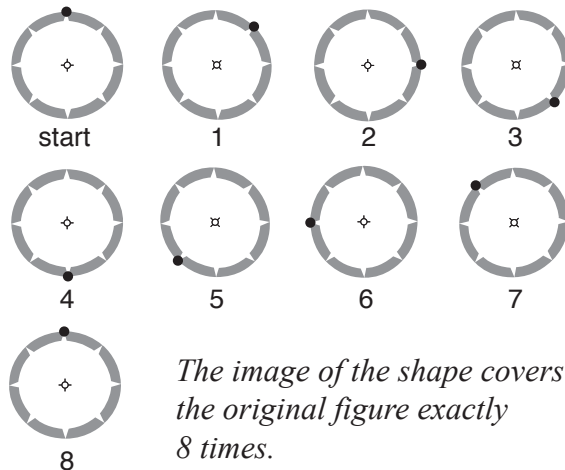 start
1
2
3
4
5
6
7
8
The image of the shape covers
the original figure exactly
8 times.